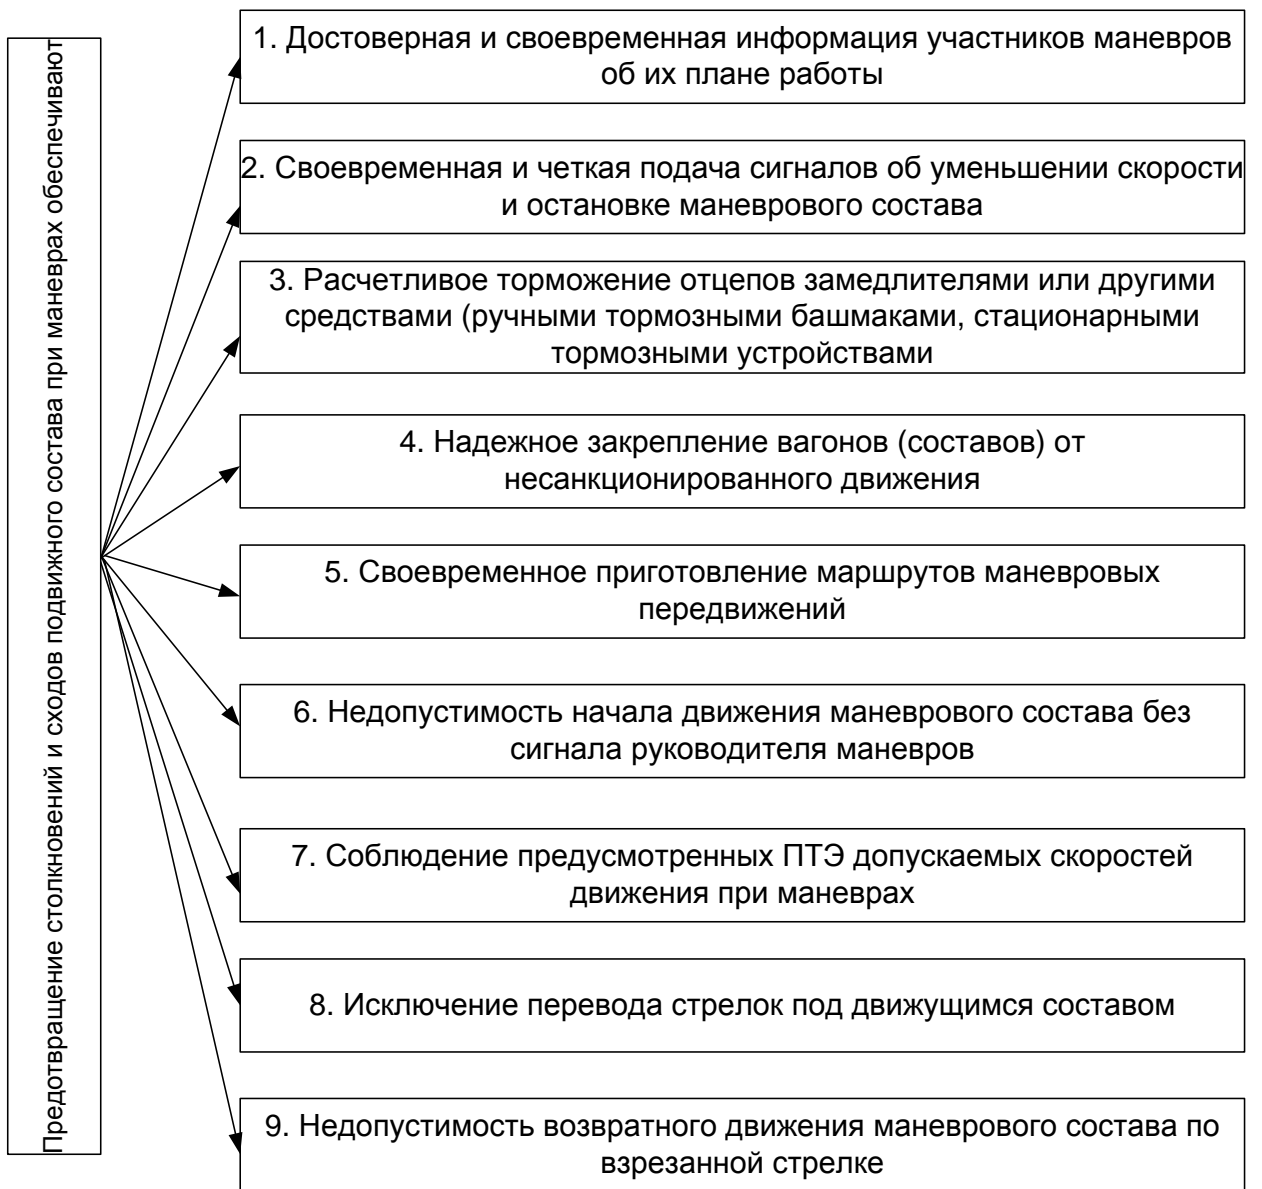 Предотвращение столкновений и сходов подвижного состава при маневрах обеспечивают
1. Достоверная и своевременная информация участников маневров
об их плане работы
2. Своевременная и четкая подача сигналов об уменьшении скорости
и остановке маневрового состава
3. Расчетливое торможение отцепов замедлителями или другими
средствами (ручными тормозными башмаками, стационарными
тормозными устройствами
4. Надежное закрепление вагонов (составов) от
несанкционированного движения
5. Своевременное приготовление маршрутов маневровых
передвижений
6. Недопустимость начала движения маневрового состава без
сигнала руководителя маневров
7. Соблюдение предусмотренных ПТЭ допускаемых скоростей
движения при маневрах
8. Исключение перевода стрелок под движущимся составом
9. Недопустимость возвратного движения маневрового состава по
взрезанной стрелке